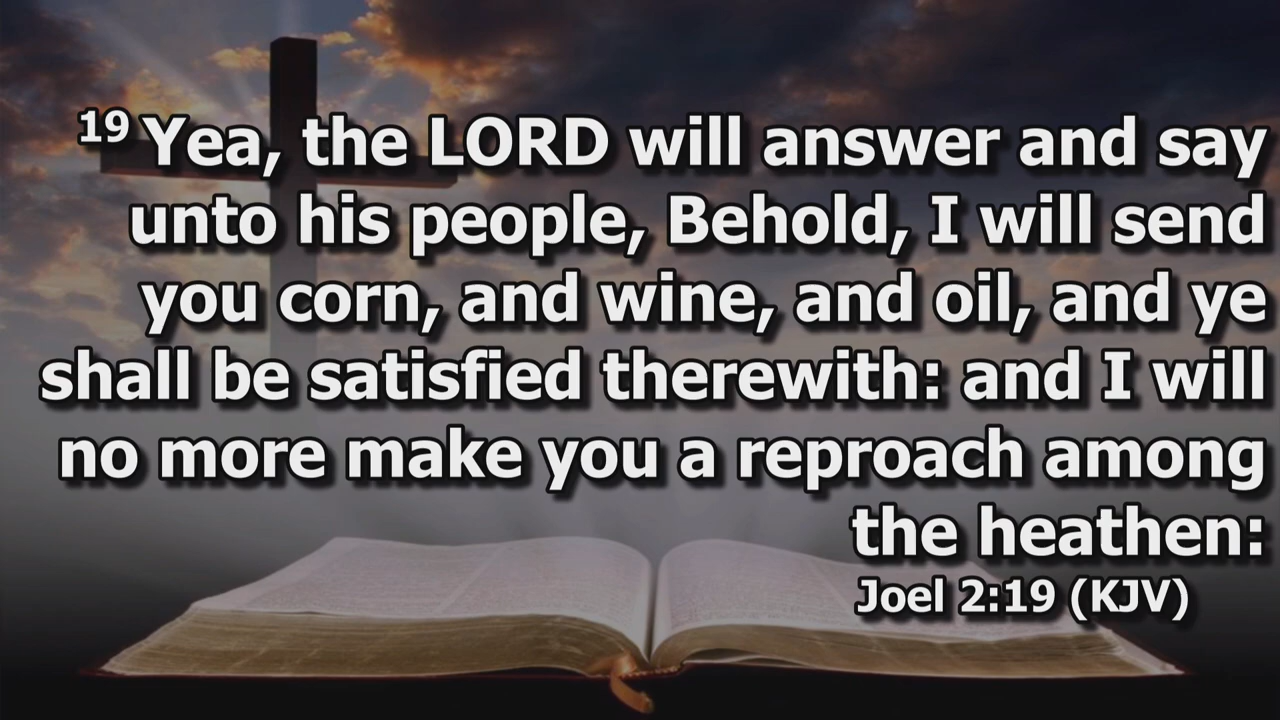 19 Yea, the LORD will answer and say
unto his people, Behold, I will send
you corn, and wine, and oil, and ye
shall be satisfied therewith: and I will
no more make you a reproach among
the heathen:
Joel 2:19 (KJV)